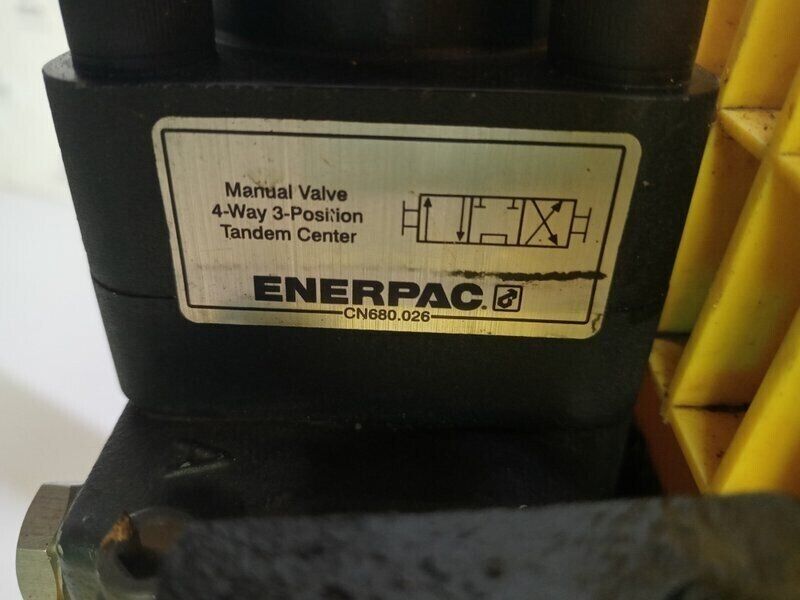 Manual Valve
4-Way 3-Position
Tandem Center
ENERPAC.
CN680.026